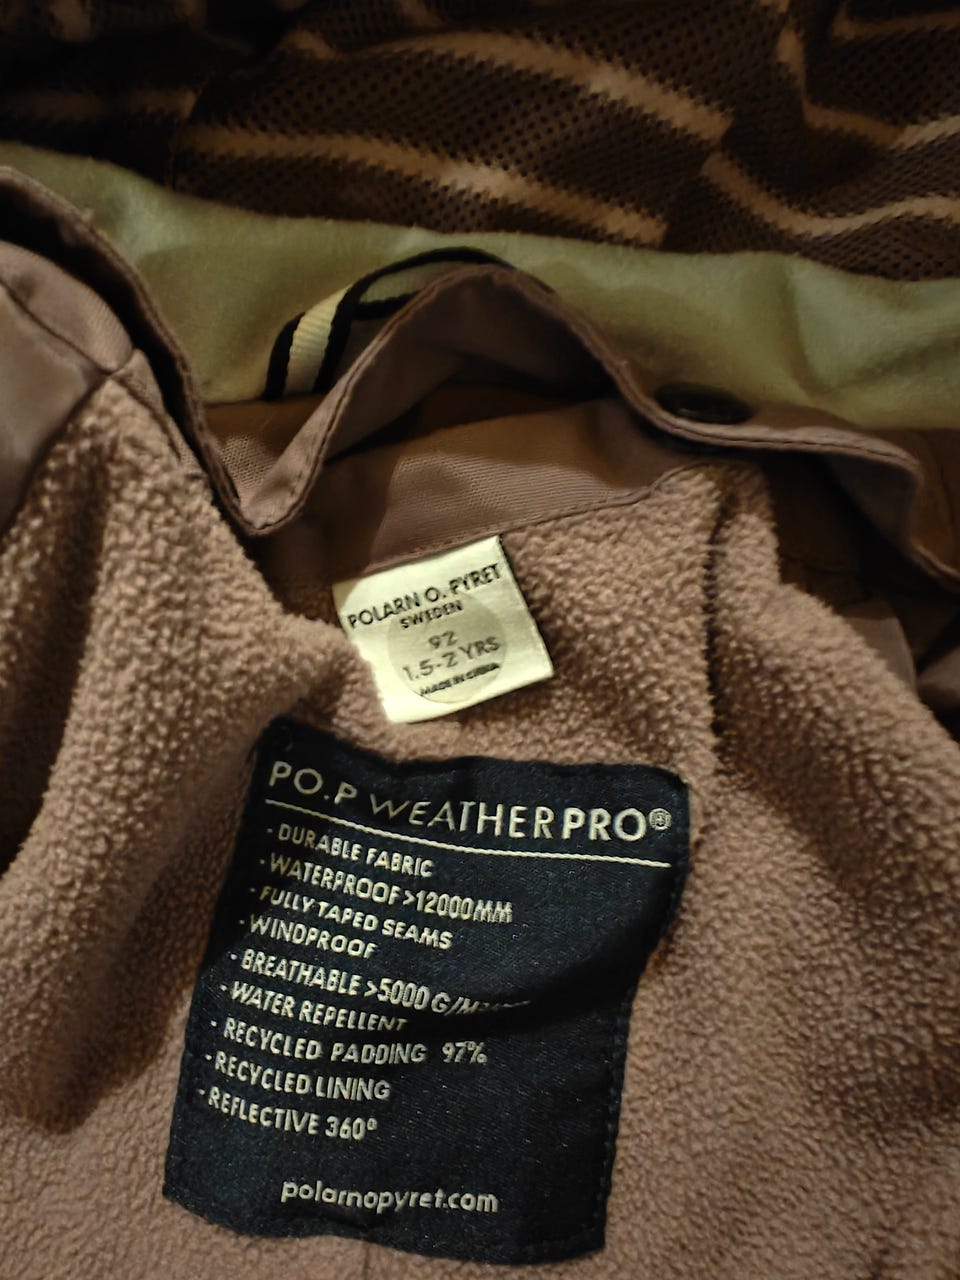 POLARN O. PYRET
SWEDEN
92
1.5-2 YRS
MADE IN CHINA
PO.P WEATHERPRO®
- DURABLE FABRIC
- WATERPROOF >12000MM
- FULLY TAPED SEAMS
- WINDPROOF
- BREATHABLE >5000 G/M²
- WATER REPELLENT
- RECYCLED PADDING 97%
- RECYCLED LINING
- REFLECTIVE 360°
polarnopyret.com